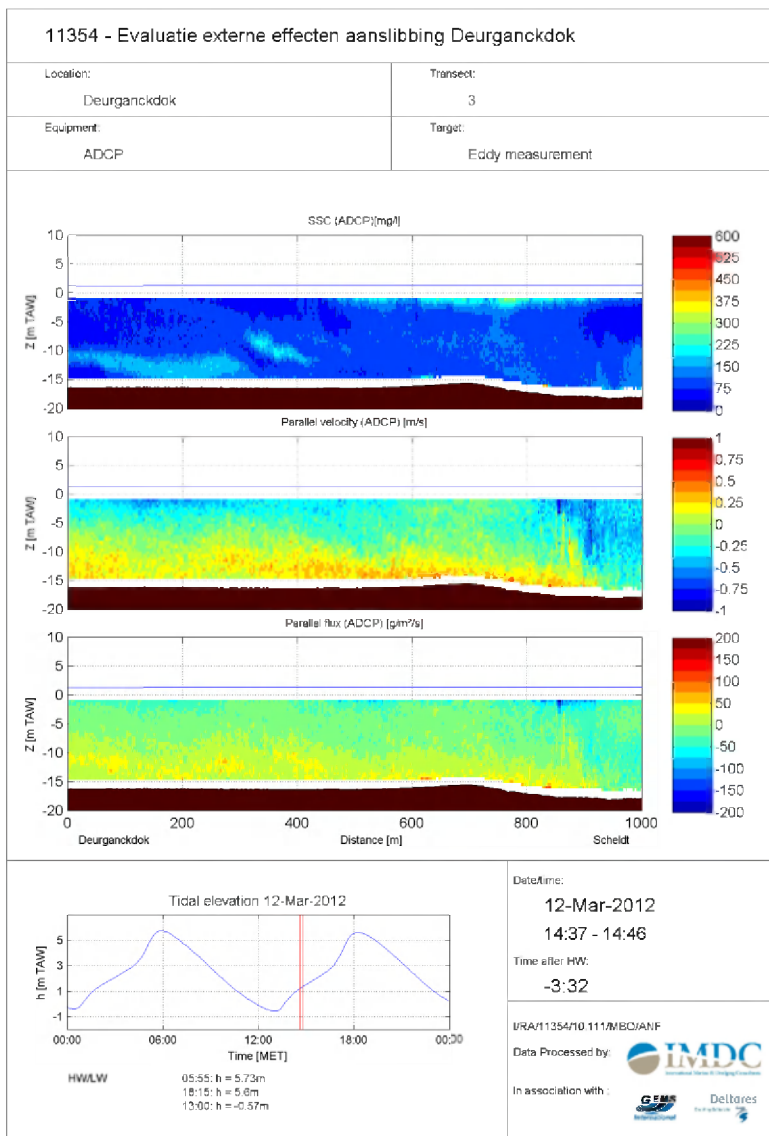 11354 - Evaluatie externe effecten aanslibbing Deurganckdok
Location:
Deurganckdok
Transect:
3
Equipment:
ADCP
Target:
Eddy measurement
SSC (ADCP)[mg/l]
10
5
0
-5
-10
-15
-20
Z [m TAW]
600
525
450
375
300
225
150
75
0
Parallel velocity (ADCP) [m/s]
10
5
0
-5
-10
-15
-20
Z [m TAW]
1
0.75
0.5
0.25
0
-0.25
-0.5
-0.75
-1
Parallel flux (ADCP) [g/m²/s]
10
5
0
-5
-10
-15
-20
Z [m TAW]
200
150
100
50
0
-50
-100
-150
-200
0 200 400 600 800 1000
Deurganckdok Distance [m] Scheldt
Tidal elevation 12-Mar-2012
5
3
1
-1
h [m TAW]
00:00 06:00 12:00 18:00 00:00
Time [MET]
HW/LW
05:55: h = 5.73m
18:15: h = 5.6m
13:00: h = -0.57m
Date/time:
12-Mar-2012
14:37 - 14:46
Time after HW:
-3:32
I/RA/11354/10.111/MBO/ANF
Data Processed by:
IMDC
International Marine & Dredging Consultants
In association with :
GEMS
International
Deltares